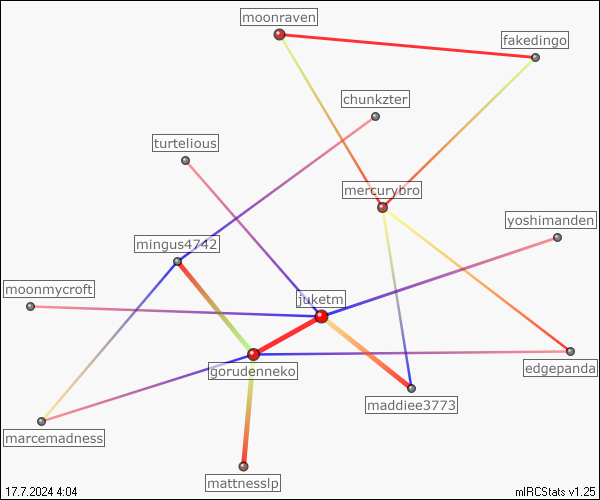 moonraven
fakedingo
chunkzter
turtelious
mercurybro
yoshimanden
mingus4742
moonmycroft
juketm
gorudenneko
edgepanda
maddiee3773
marcemadness
mattnesslp
17.7.2024 4:04
mIRCStats v1.25